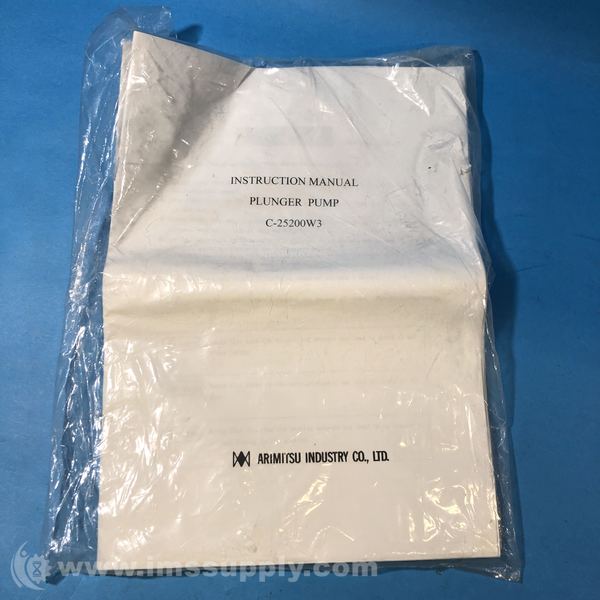 INSTRUCTION MANUAL
PLUNGER PUMP
C-25200W3
ARIMITSU INDUSTRY CO., LTD.
www.imssupply.com